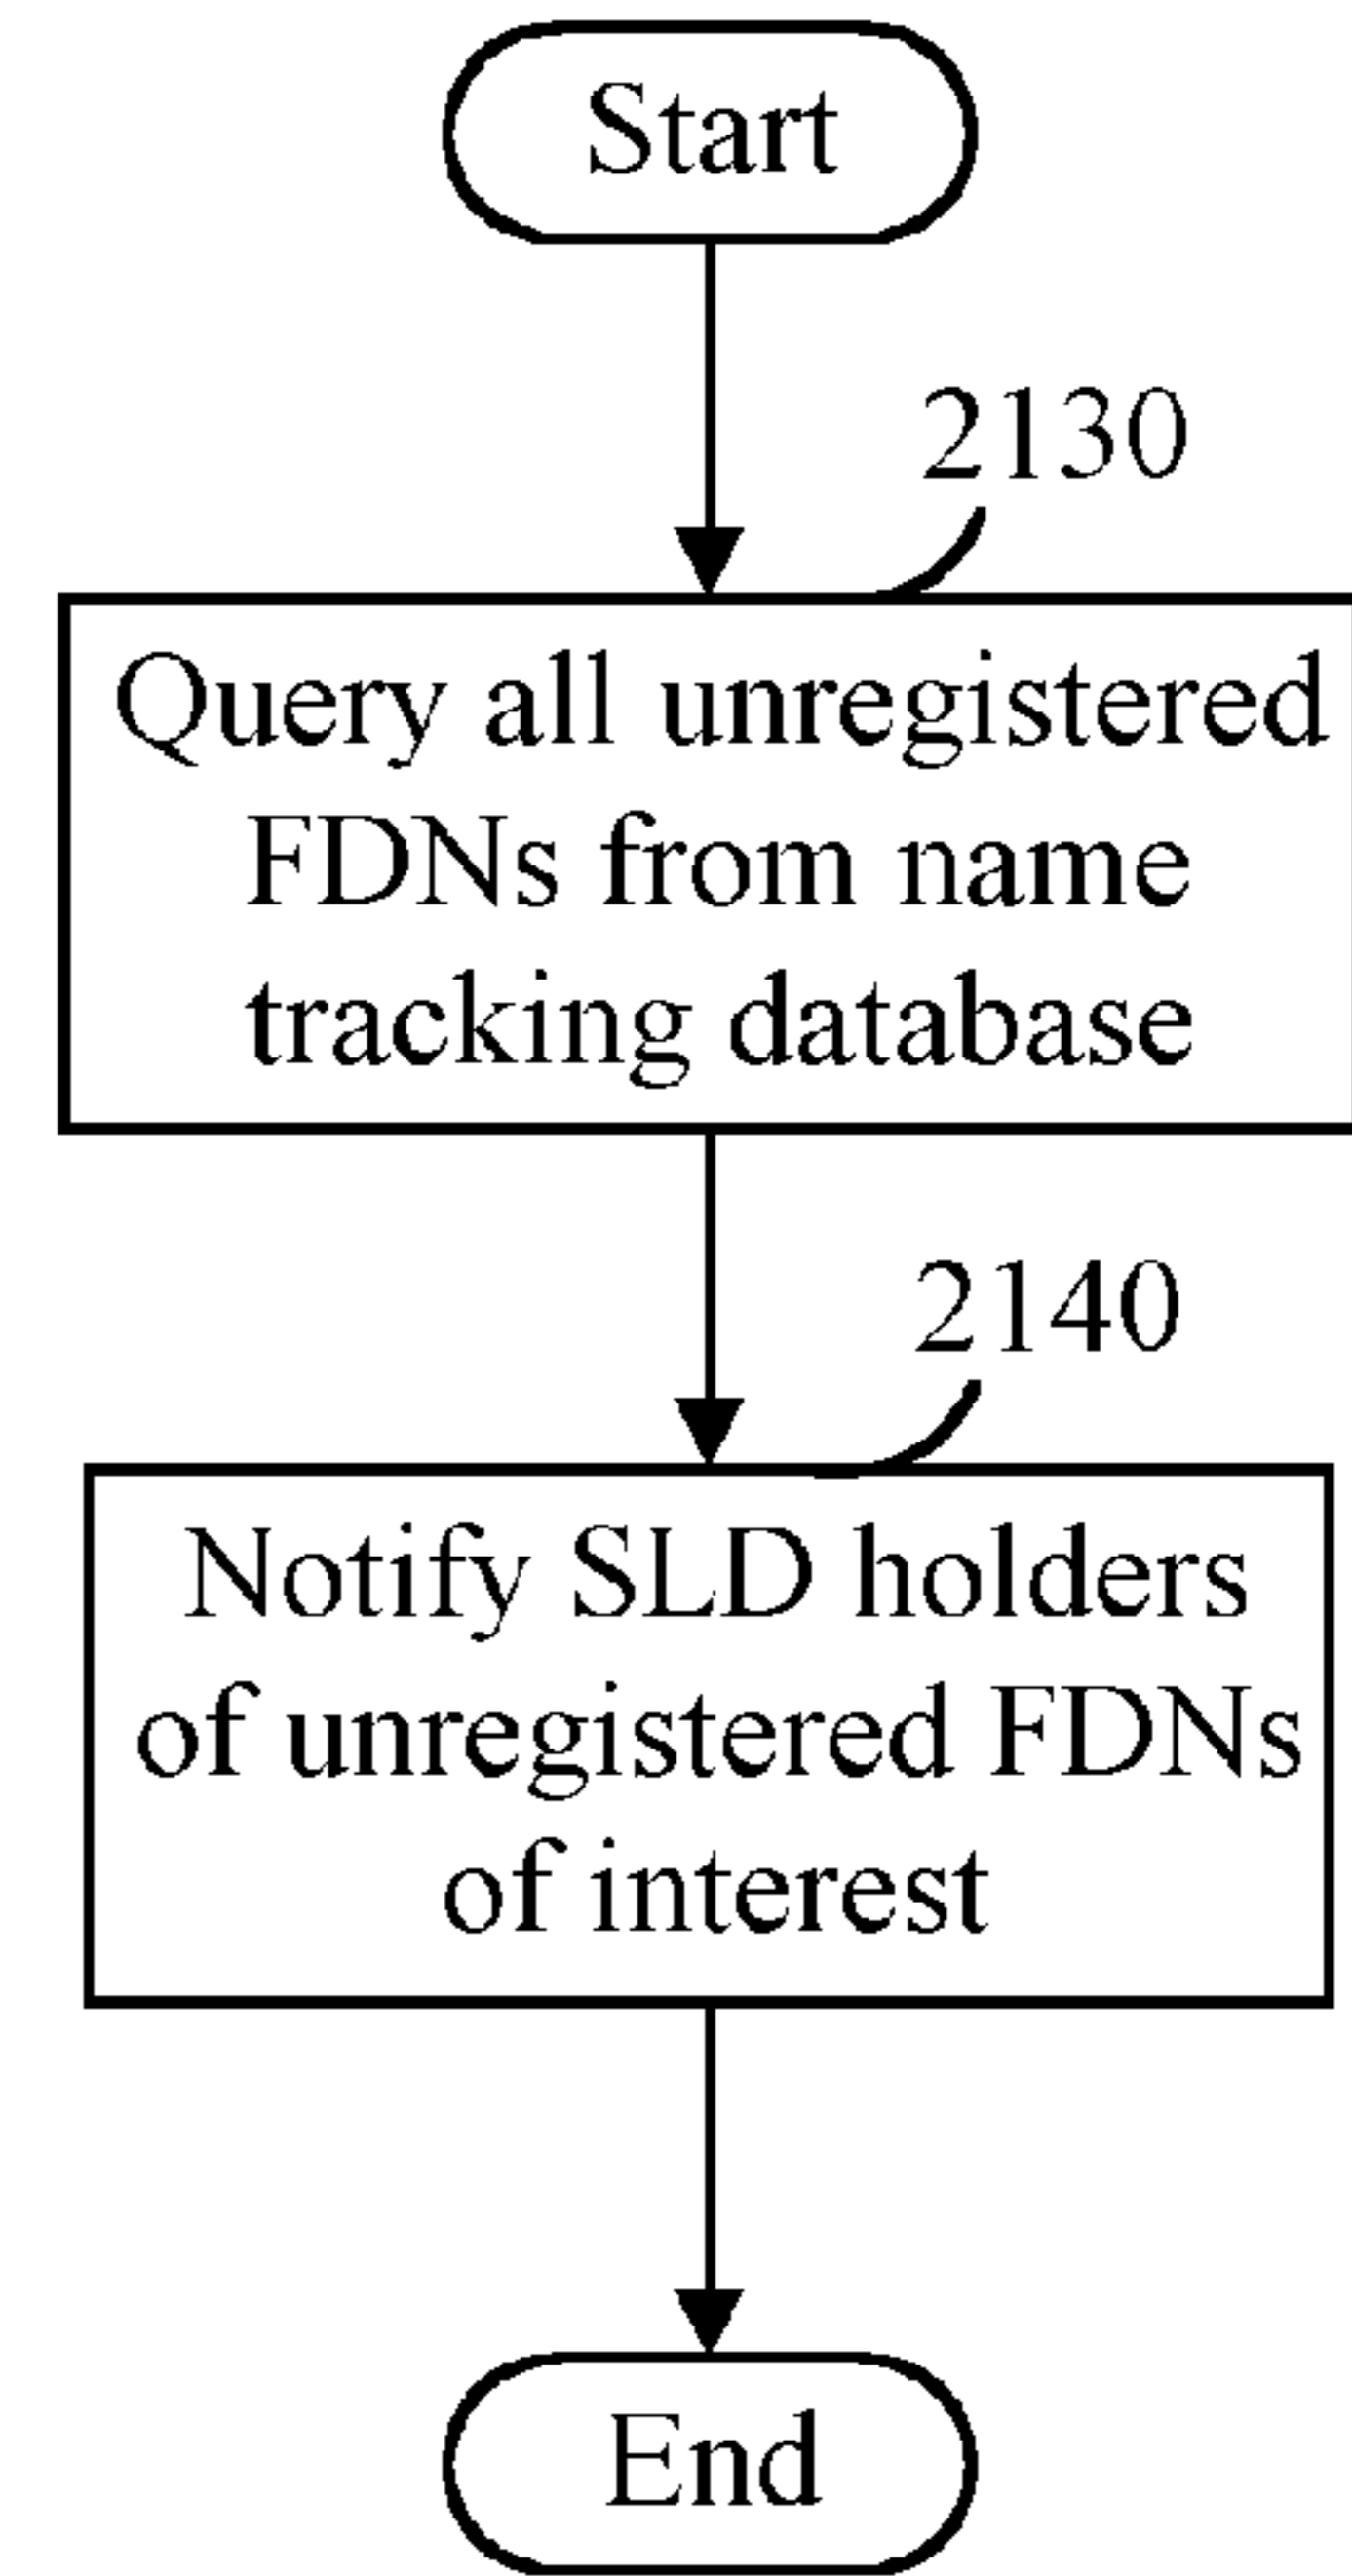 Start
2130
Query all unregistered
FDNs from name
tracking database
2140
Notify SLD holders
of unregistered FDNs
of interest
End